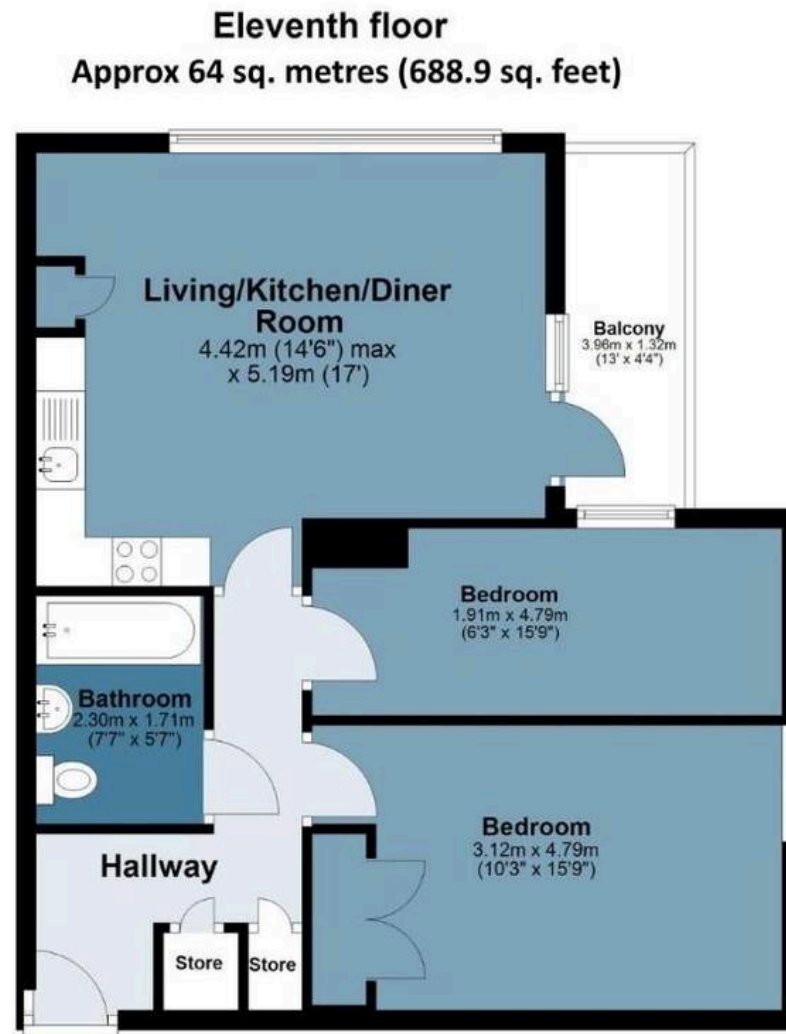 Eleventh floor
Approx 64 sq. metres (688.9 sq. feet)
Living/Kitchen/Diner
Room
4.42m (14'6") max
x 5.19m (17')
Balcony
3.96m x 1.32m
(13' x 4'4")
Bedroom
1.91m x 4.79m
(6'3" x 15'9")
Bathroom
2.30m x 1.71m
(7'7" x 5'7")
Bedroom
3.12m x 4.79m
(10'3" x 15'9")
Hallway
Store
Store